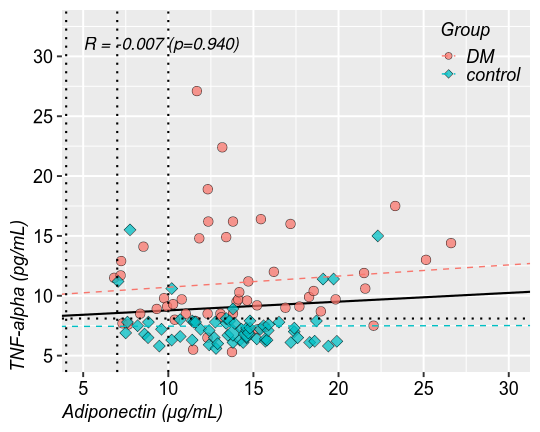 R = -0.007 (p=0.940)
Group
DM
control
30
25
20
15
10
5
TNF-alpha (pg/mL)
5 10 15 20 25 30
Adiponectin (μg/mL)